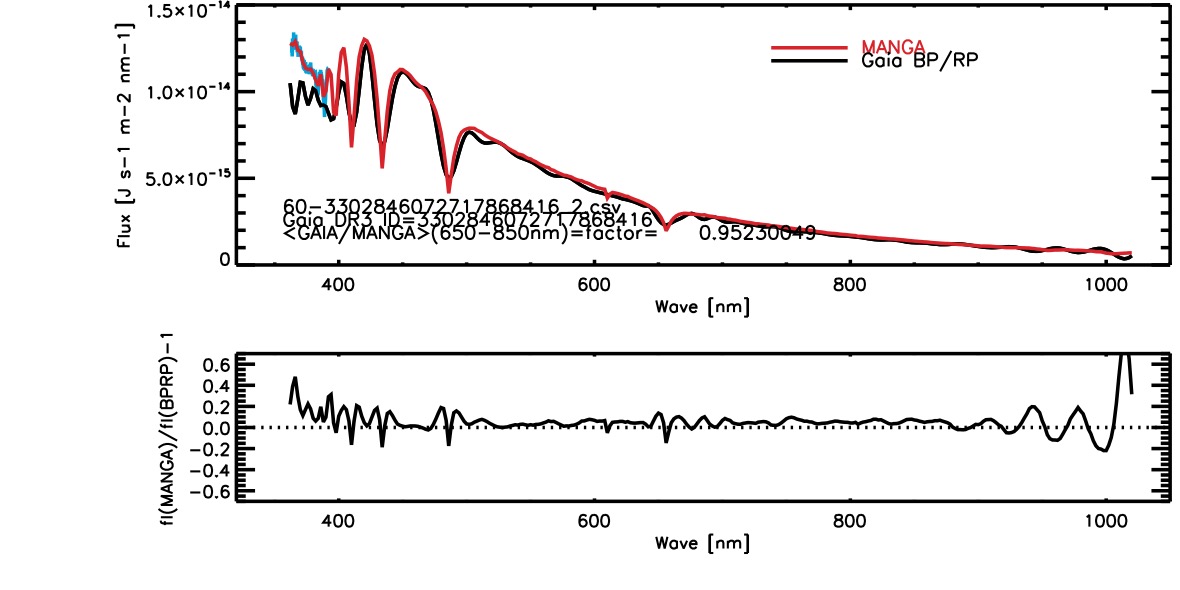 1.5×10−14
1.0×10−14
5.0×10−15
0
Flux [J s−1 m−2 nm−1]
MANGA
Gaia BP/RP
60−3302846072717868416_2.csv
Gaia DR3 ID=3302846072717868416
<GAIA/MANGA>(650−850nm)=factor= 0.95230049
400 600 800 1000
Wave [nm]
fl(MANGA)/fl(BPRP)−1
0.6
0.4
0.2
0.0
−0.2
−0.4
−0.6
400 600 800 1000
Wave [nm]